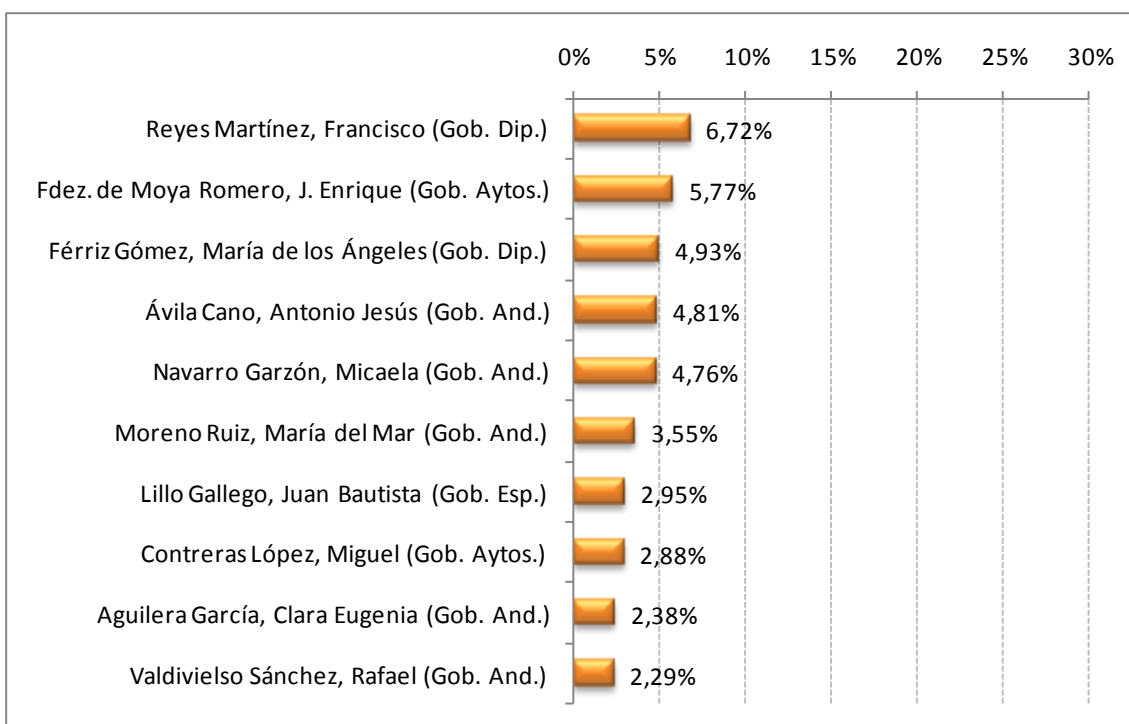 0% 5% 10% 15% 20% 25% 30%
Reyes Martínez, Francisco (Gob. Dip.) 6,72%
Fdez. de Moya Romero, J. Enrique (Gob. Aytos.) 5,77%
Férriz Gómez, María de los Ángeles (Gob. Dip.) 4,93%
Ávila Cano, Antonio Jesús (Gob. And.) 4,81%
Navarro Garzón, Micaela (Gob. And.) 4,76%
Moreno Ruiz, María del Mar (Gob. And.) 3,55%
Lillo Gallego, Juan Bautista (Gob. Esp.) 2,95%
Contreras López, Miguel (Gob. Aytos.) 2,88%
Aguilera García, Clara Eugenia (Gob. And.) 2,38%
Valdivielso Sánchez, Rafael (Gob. And.) 2,29%